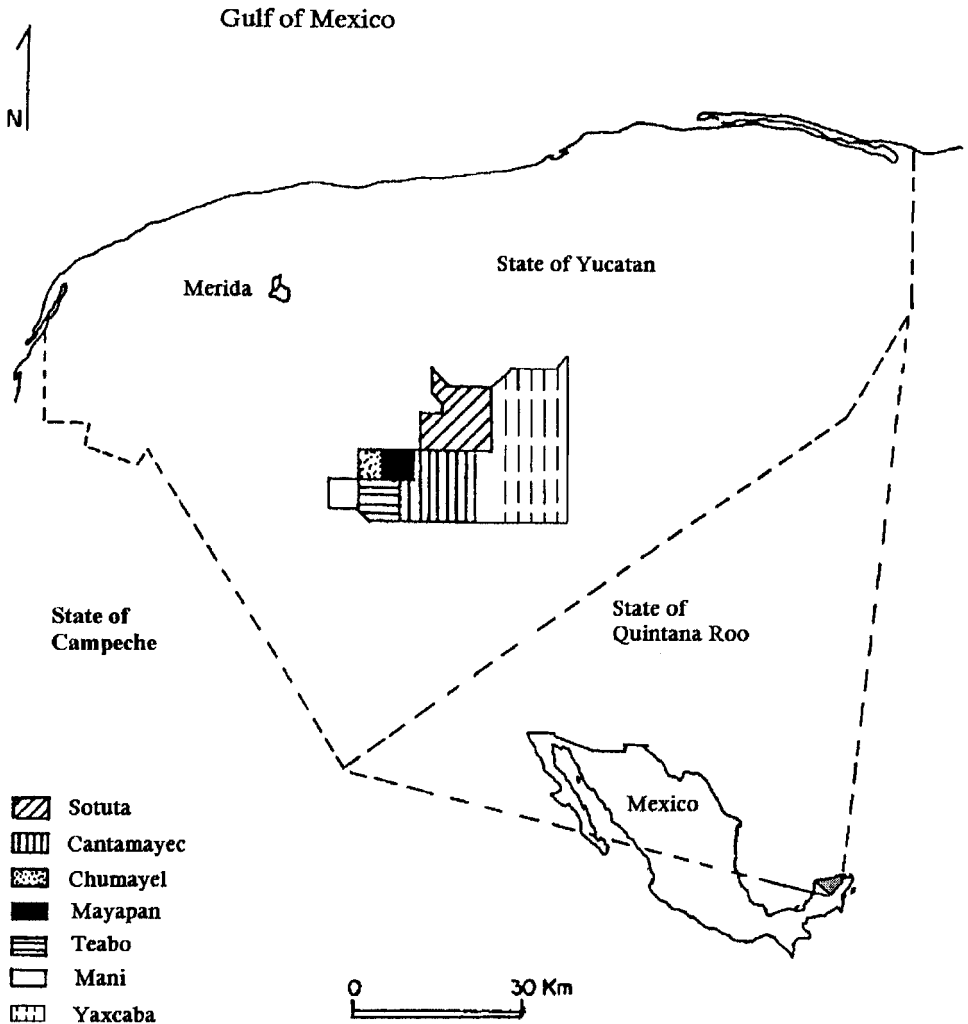 Gulf of Mexico
N
State of Yucatan
Merida
State of
Campeche
State of
Quintana Roo
Mexico
Sotuta
Cantamayec
Chumayel
Mayapan
Teabo
Mani
Yaxcaba
0 30 Km